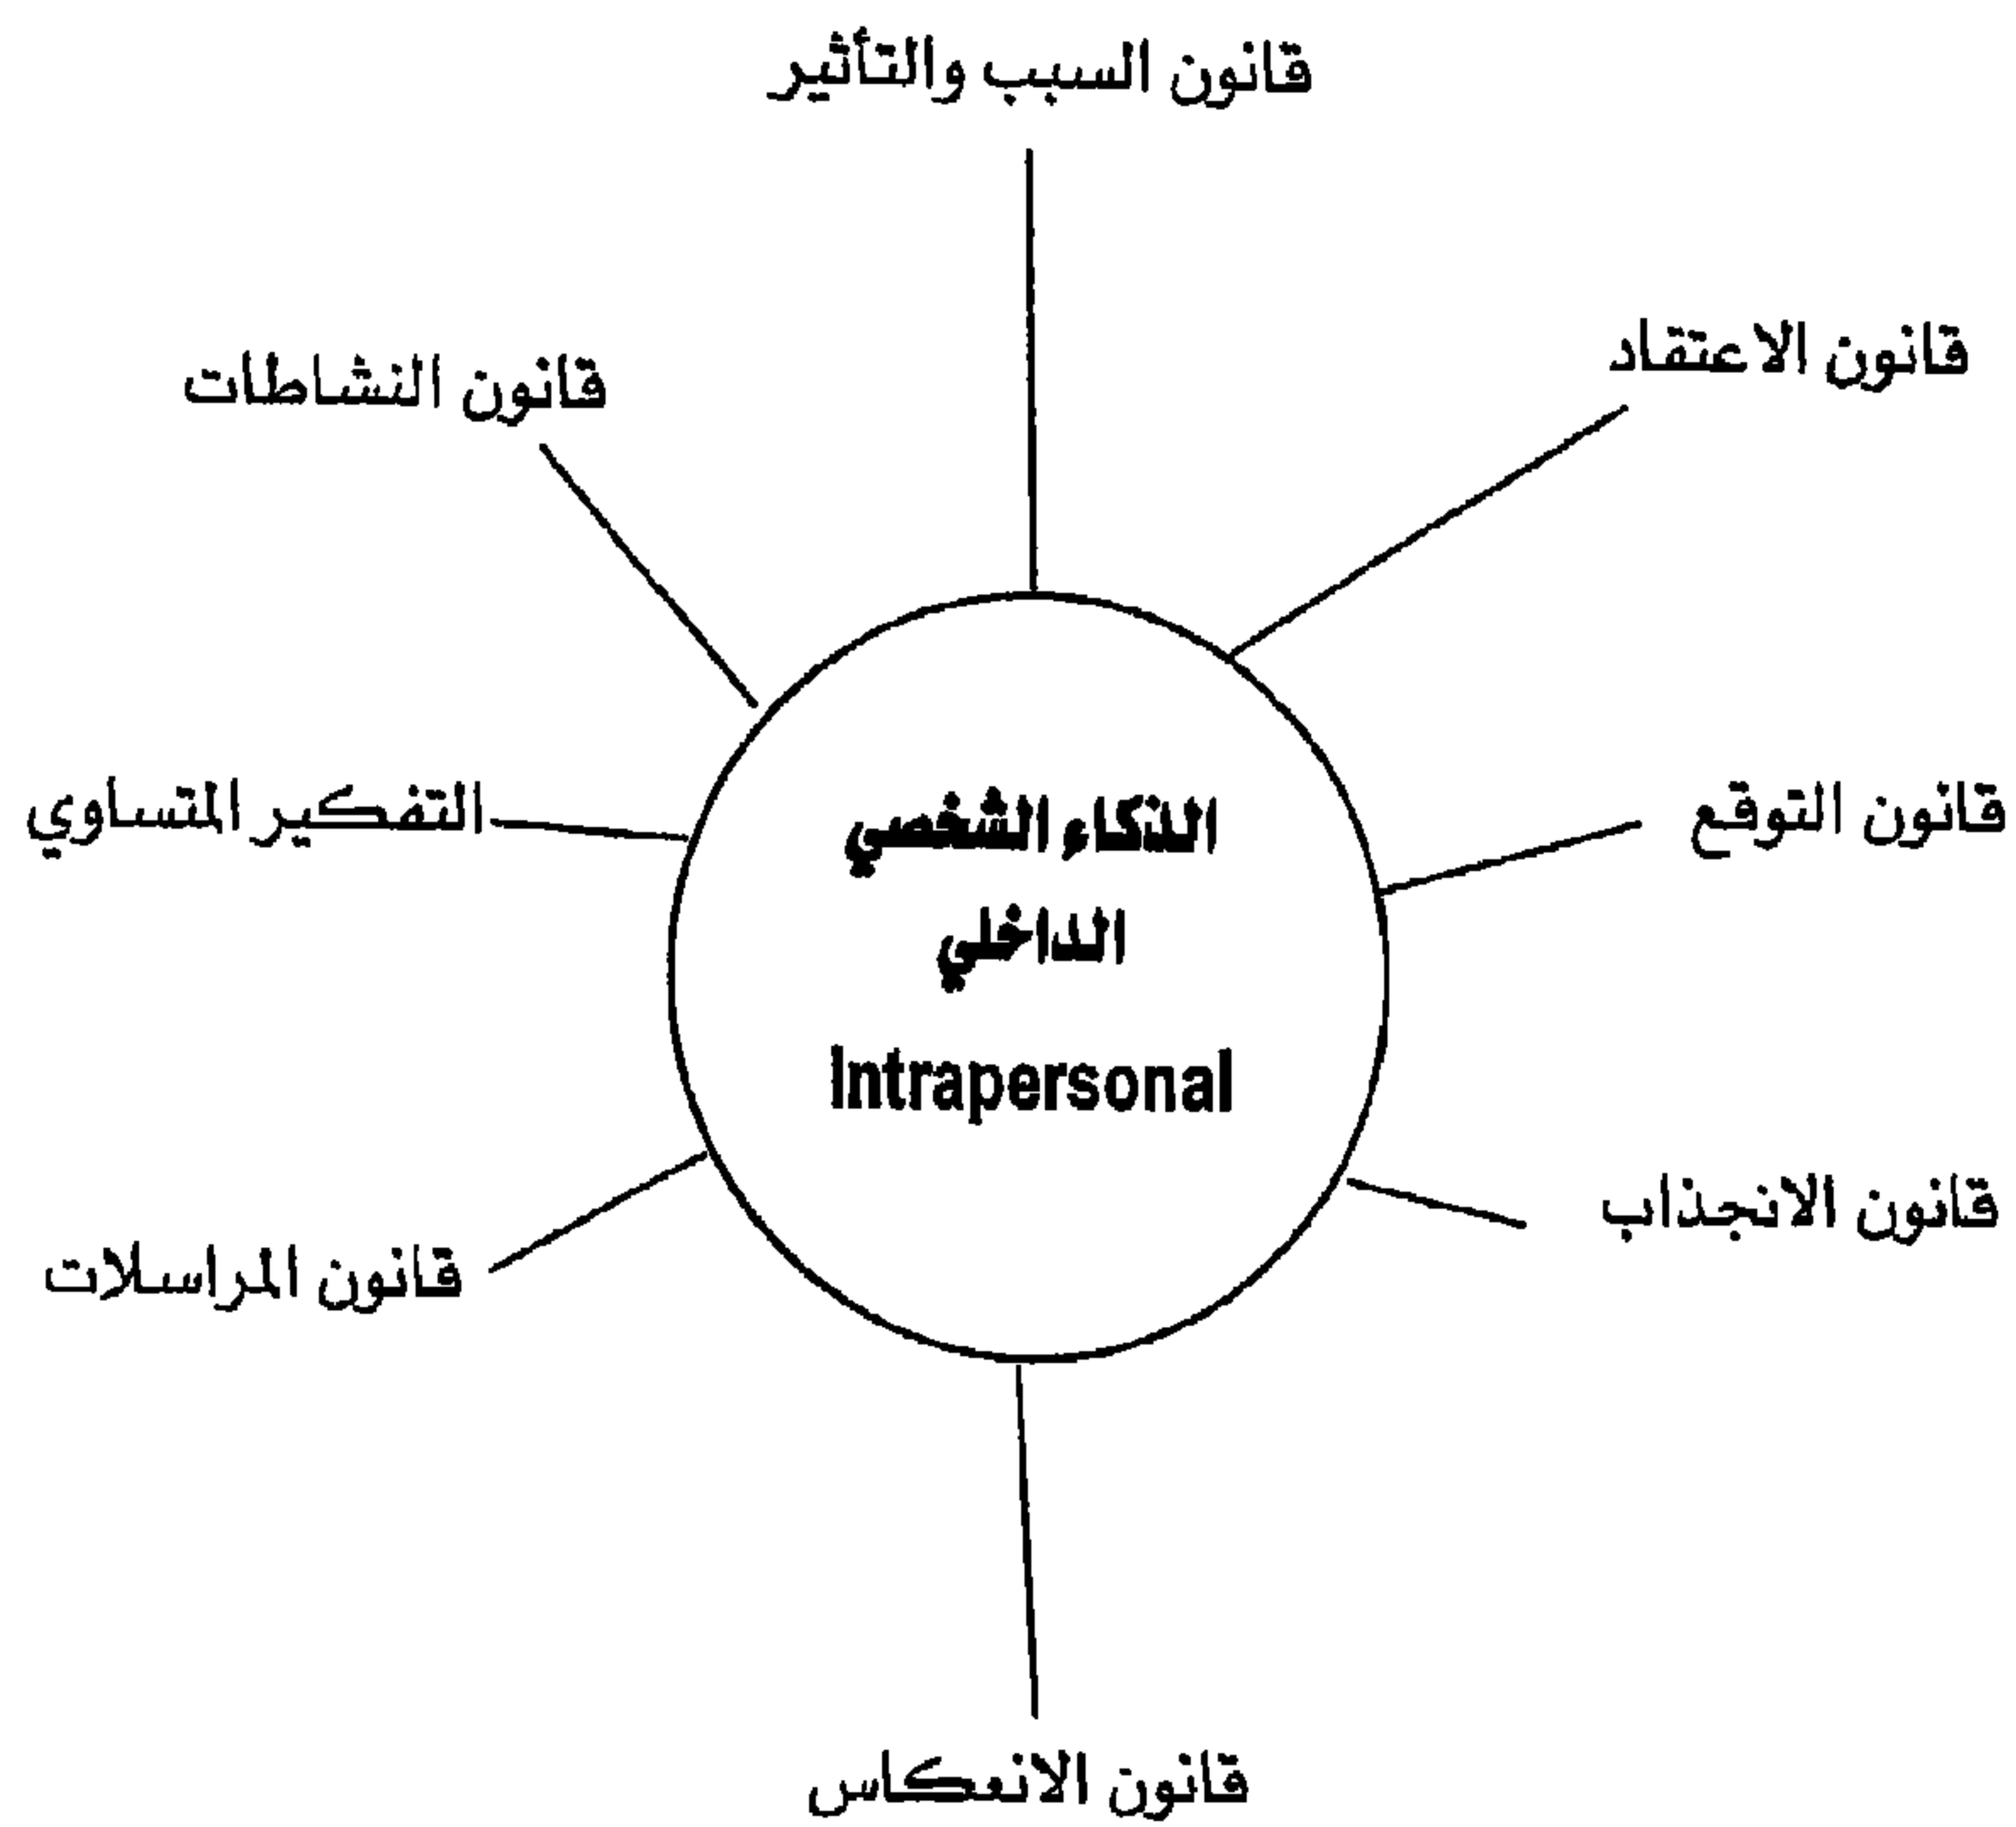 قانون السبب والتأثير
قانون الاعتقاد
قانون النشاطات
قانون التوقع
التفكير المتساوي
الذكاء الشخصي
الداخلي
Intrapersonal
قانون الانجذاب
قانون المراسلات
قانون الانعكاس